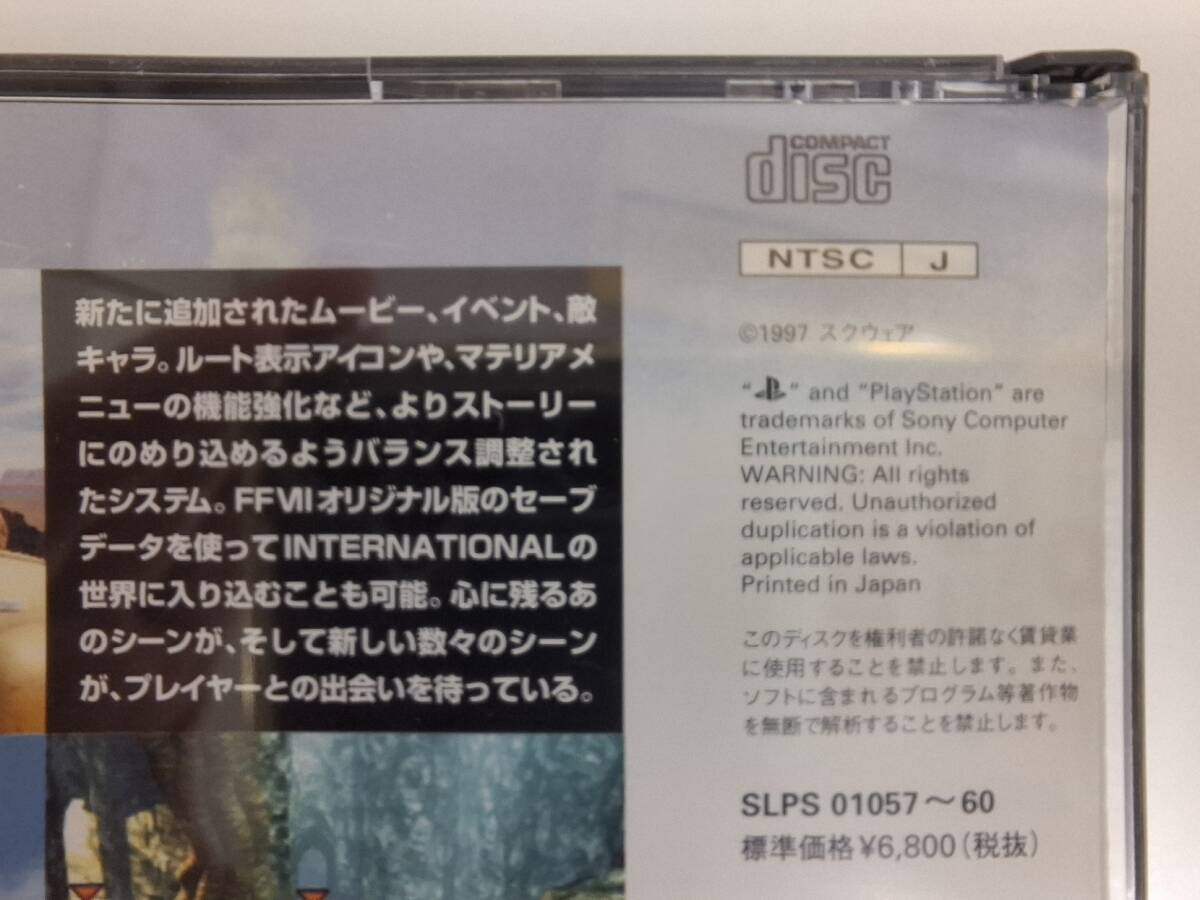 新たに追加されたムービー、イベント、敵
キャラ。ルート表示アイコンや、マテリアメ
ニューの機能強化など、よりストーリー
にのめり込めるようバランス調整され
たシステム。FFVIIオリジナル版のセーブ
データを使ってINTERNATIONALの
世界に入り込むことも可能。心に残るあ
のシーンが、そして新しい数々のシーン
が、プレイヤーとの出会いを待っている。
COMPACT
disc
NTSC J
©1997 スクウェア
“ ” and “PlayStation” are
trademarks of Sony Computer
Entertainment Inc.
WARNING: All rights
reserved. Unauthorized
duplication is a violation of
applicable laws.
Printed in Japan
このディスクを権利者の許諾なく賃貸業
に使用することを禁止します。また、
ソフトに含まれるプログラム等著作物
を無断で解析することを禁止します。
SLPS 01057〜60
標準価格¥6,800(税抜)